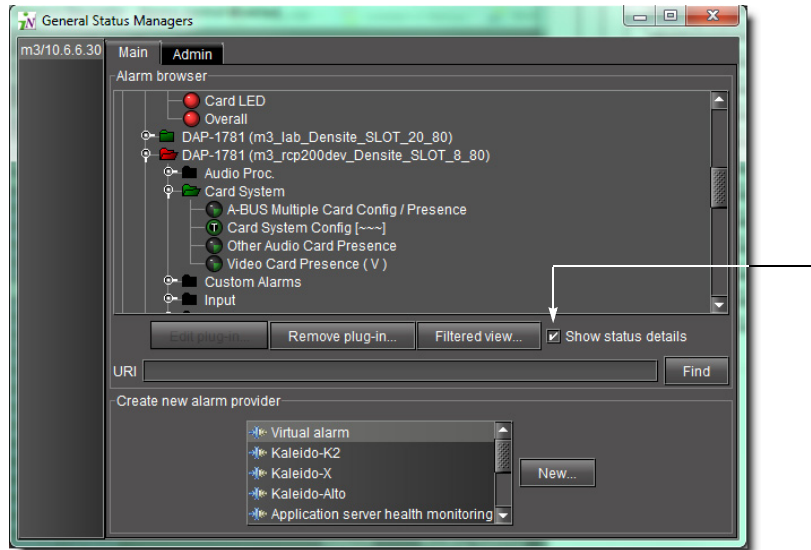 General Status Managers
m3/10.6.6.30
Main Admin
Alarm browser
Card LED
Overall
DAP-1781 (m3_lab_Densite_SLOT_20_80)
DAP-1781 (m3_rcp200dev_Densite_SLOT_8_80)
Audio Proc.
Card System
A-BUS Multiple Card Config / Presence
T Card System Config [~~~]
Other Audio Card Presence
Video Card Presence ( V )
Custom Alarms
Input
Edit plug-in... Remove plug-in... Filtered view... Show status details
URI Find
Create new alarm provider
Virtual alarm
Kaleido-K2
Kaleido-X
New...
Kaleido-Alto
Application server health monitoring